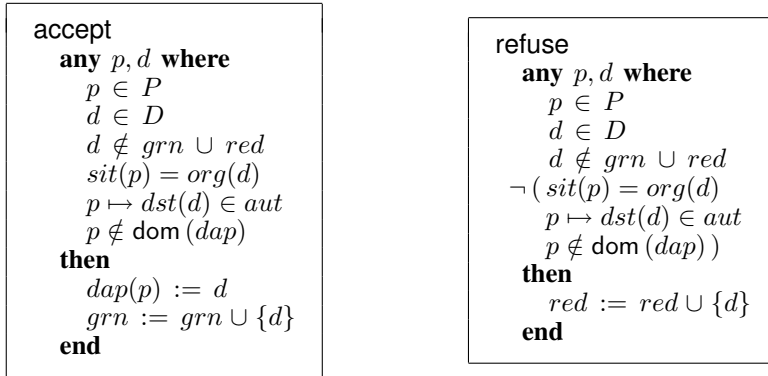 accept
any p, d where
p ∈ P
d ∈ D
d ∉ grn ∪ red
sit(p) = org(d)
p ↦ dst(d) ∈ aut
p ∉ dom (dap)
then
dap(p) := d
grn := grn ∪ {d}
end
refuse
any p, d where
p ∈ P
d ∈ D
d ∉ grn ∪ red
¬ ( sit(p) = org(d)
p ↦ dst(d) ∈ aut
p ∉ dom (dap) )
then
red := red ∪ {d}
end